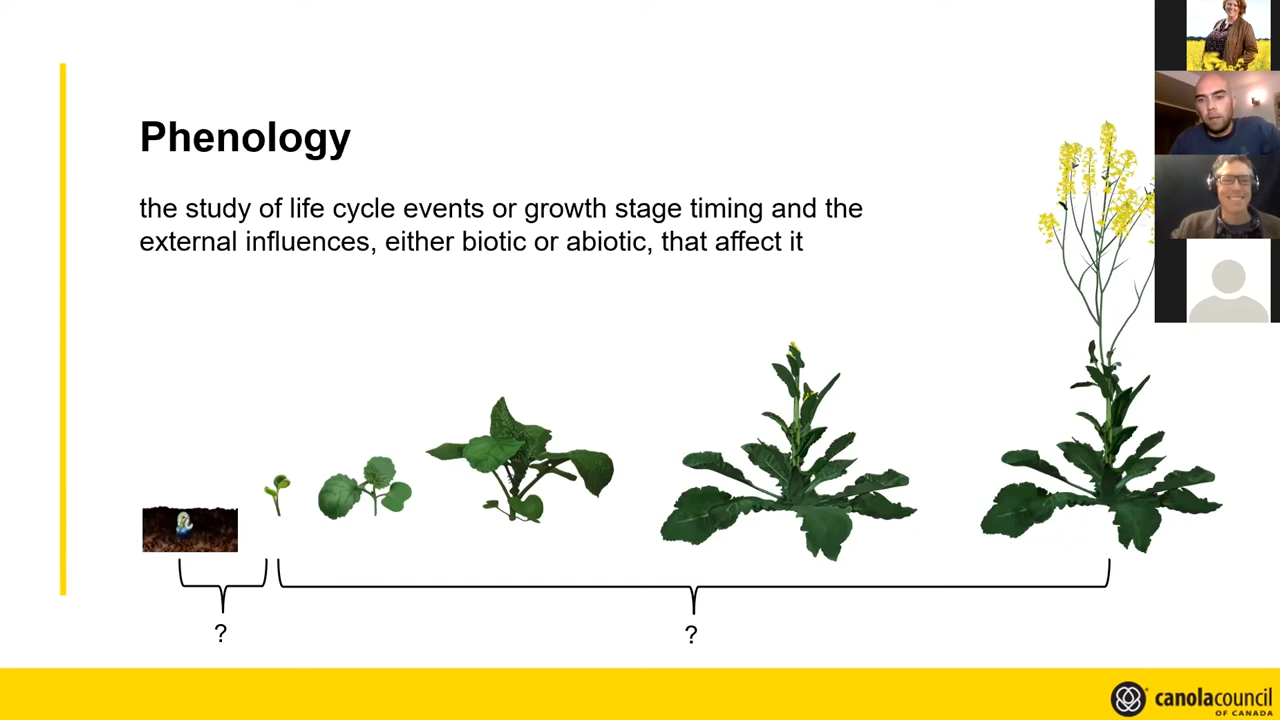 Phenology
the study of life cycle events or growth stage timing and the
external influences, either biotic or abiotic, that affect it
?
?
canolacouncil
OF CANADA